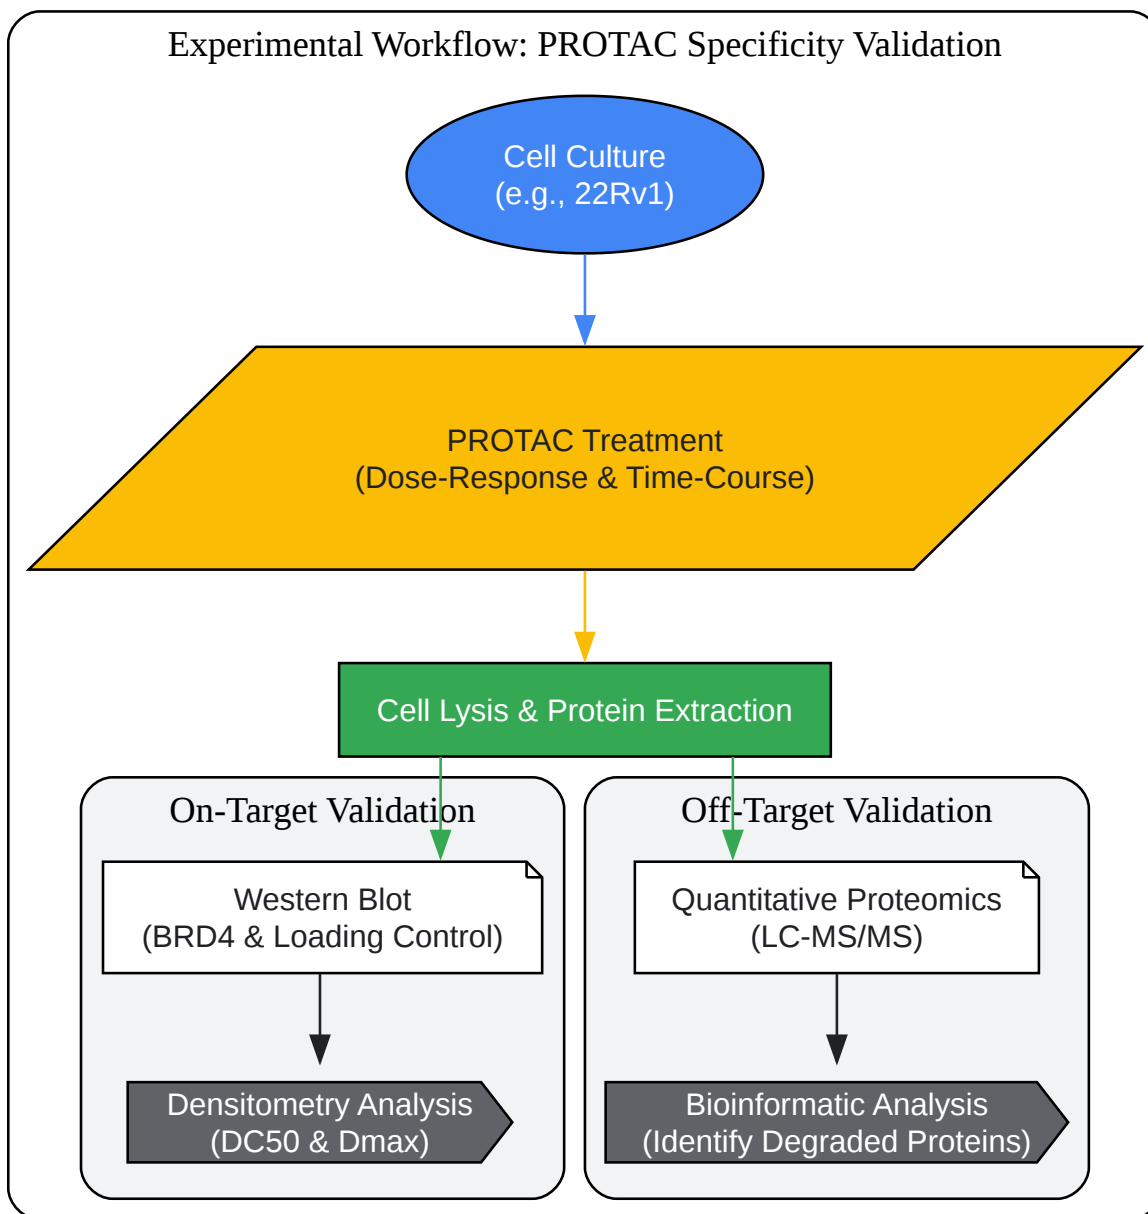 Experimental Workflow: PROTAC Specificity Validation
Cell Culture
(e.g., 22Rv1)
PROTAC Treatment
(Dose-Response & Time-Course)
Cell Lysis & Protein Extraction
On-Target Validation
Western Blot
(BRD4 & Loading Control)
Densitometry Analysis
(DC50 & Dmax)
Off-Target Validation
Quantitative Proteomics
(LC-MS/MS)
Bioinformatic Analysis
(Identify Degraded Proteins)